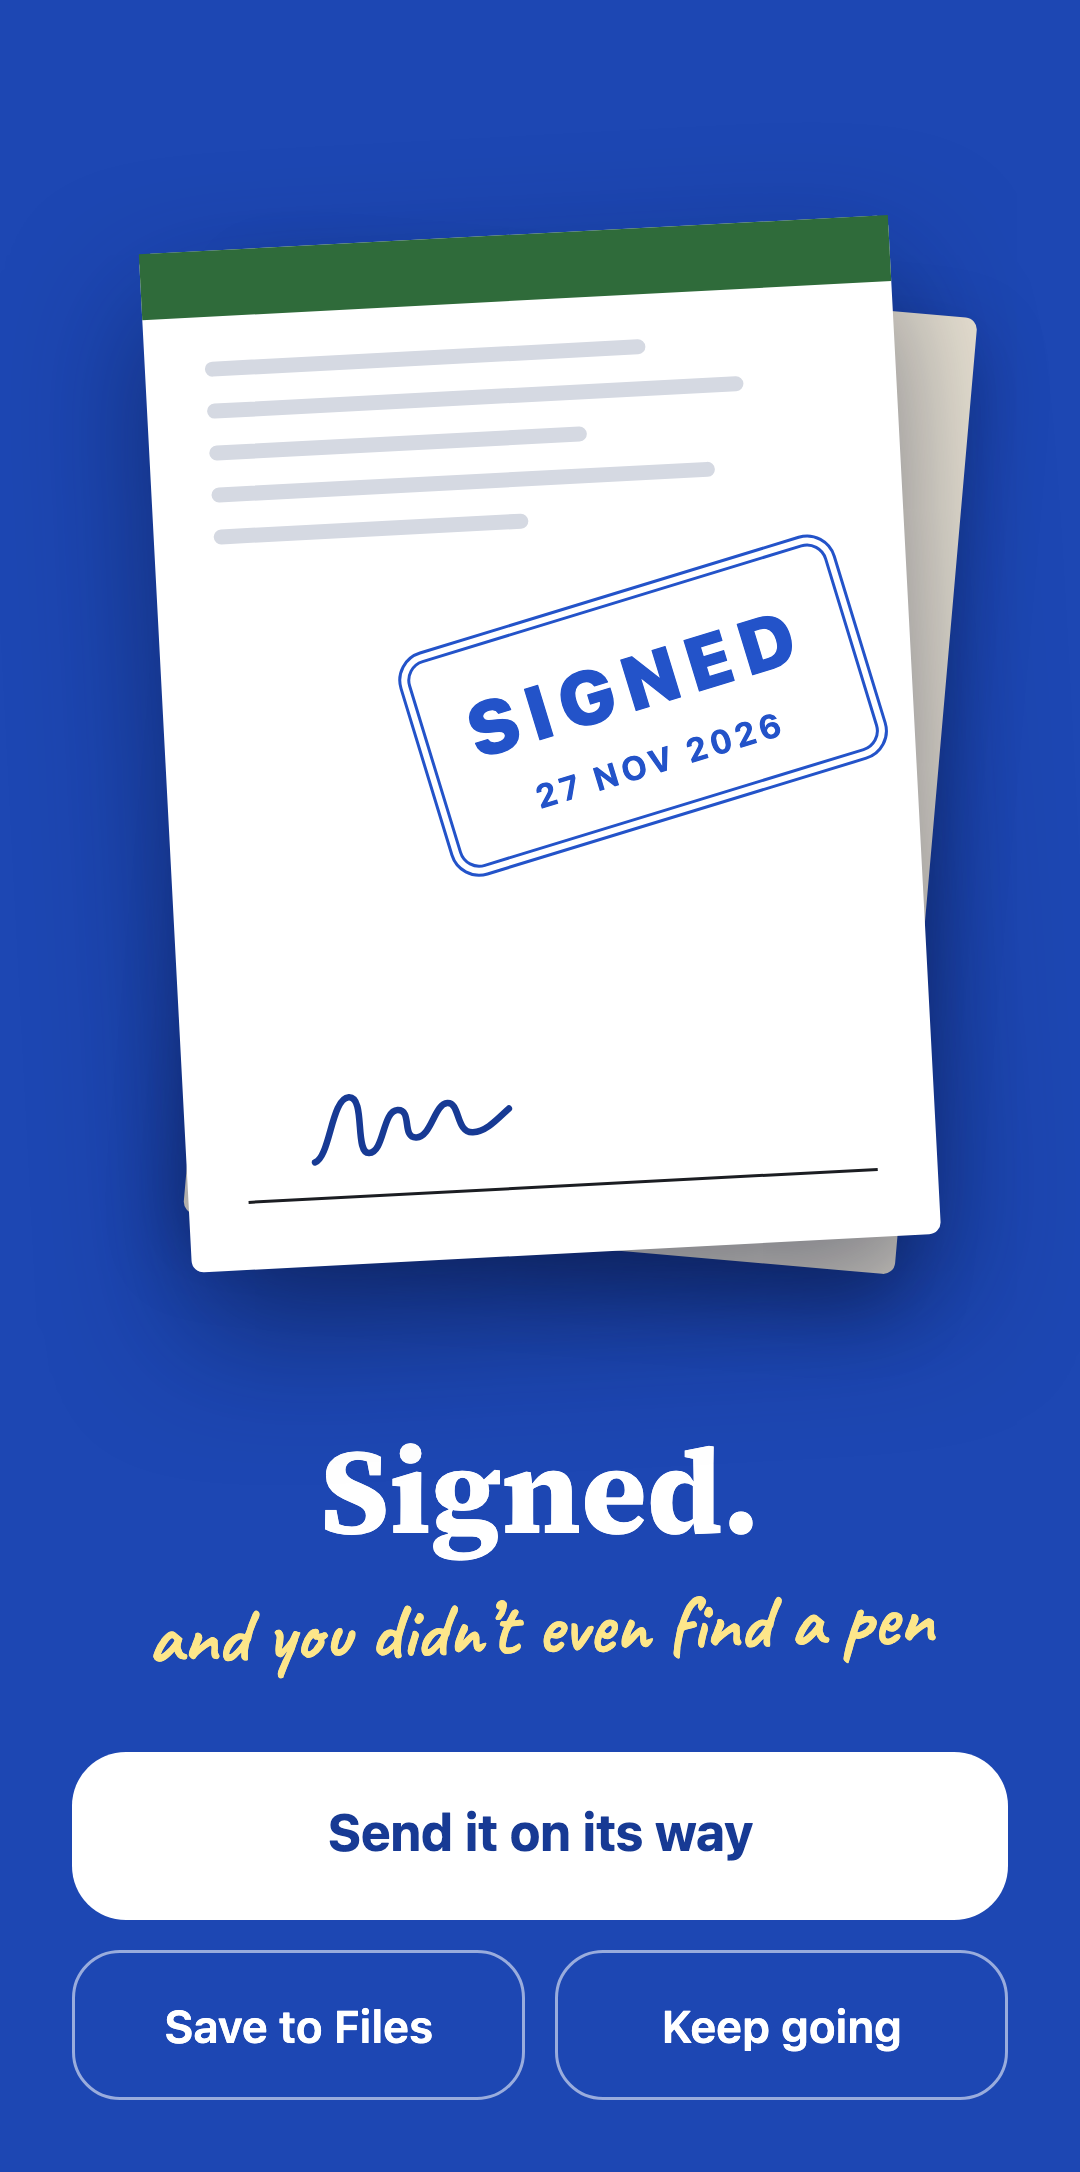 SIGNED
27 NOV 2026
Signed.
and you didn’t even find a pen
Send it on its way
Save to Files
Keep going